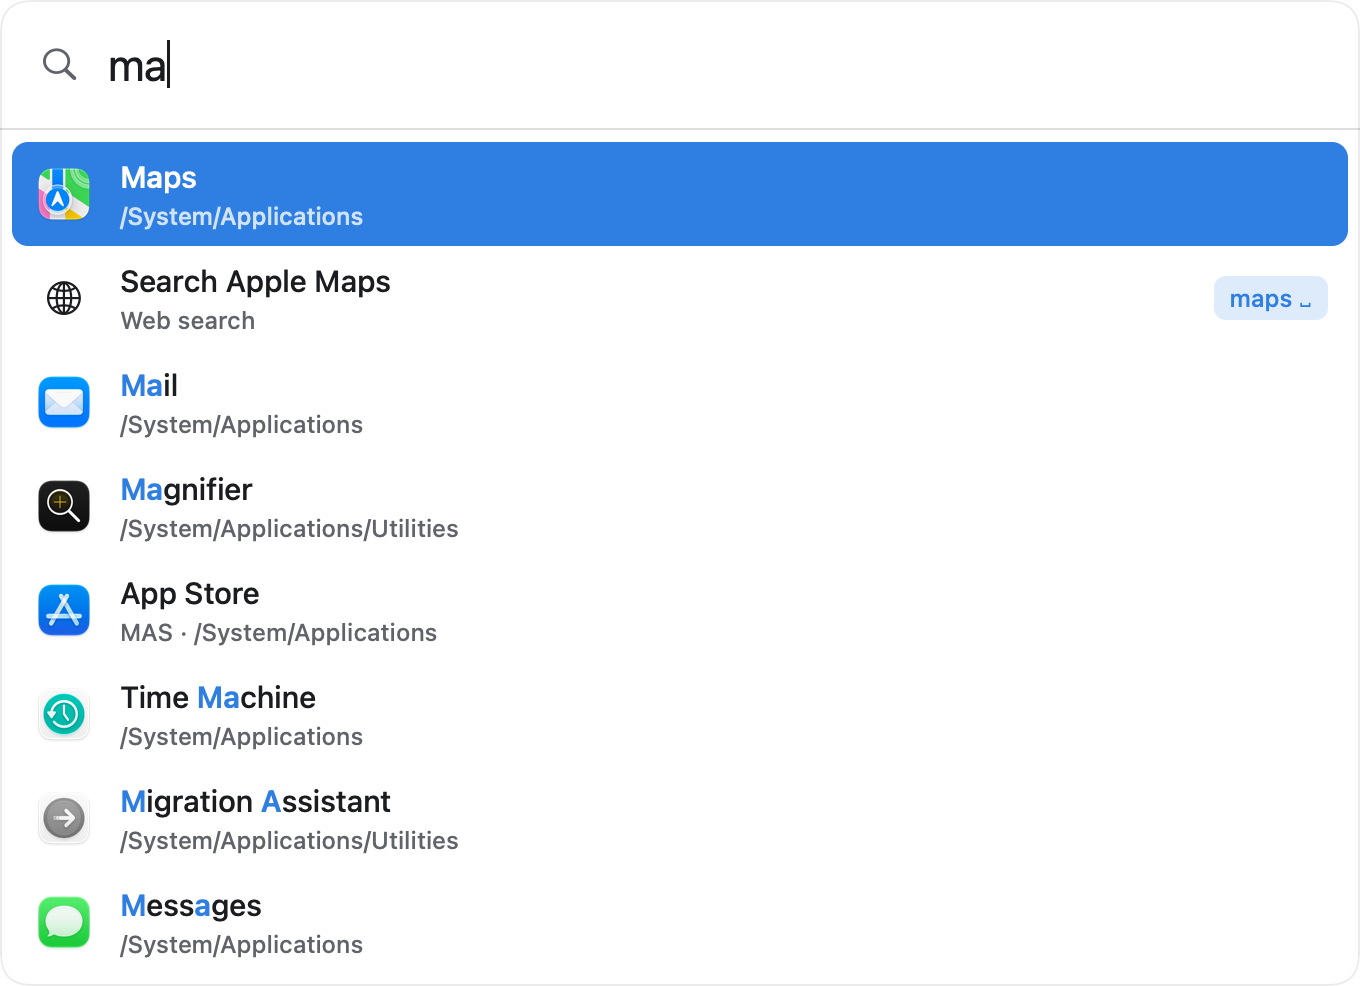 ma
Maps
/System/Applications
Search Apple Maps
Web search
maps ⎵
Mail
/System/Applications
Magnifier
/System/Applications/Utilities
App Store
MAS · /System/Applications
Time Machine
/System/Applications
Migration Assistant
/System/Applications/Utilities
Messages
/System/Applications